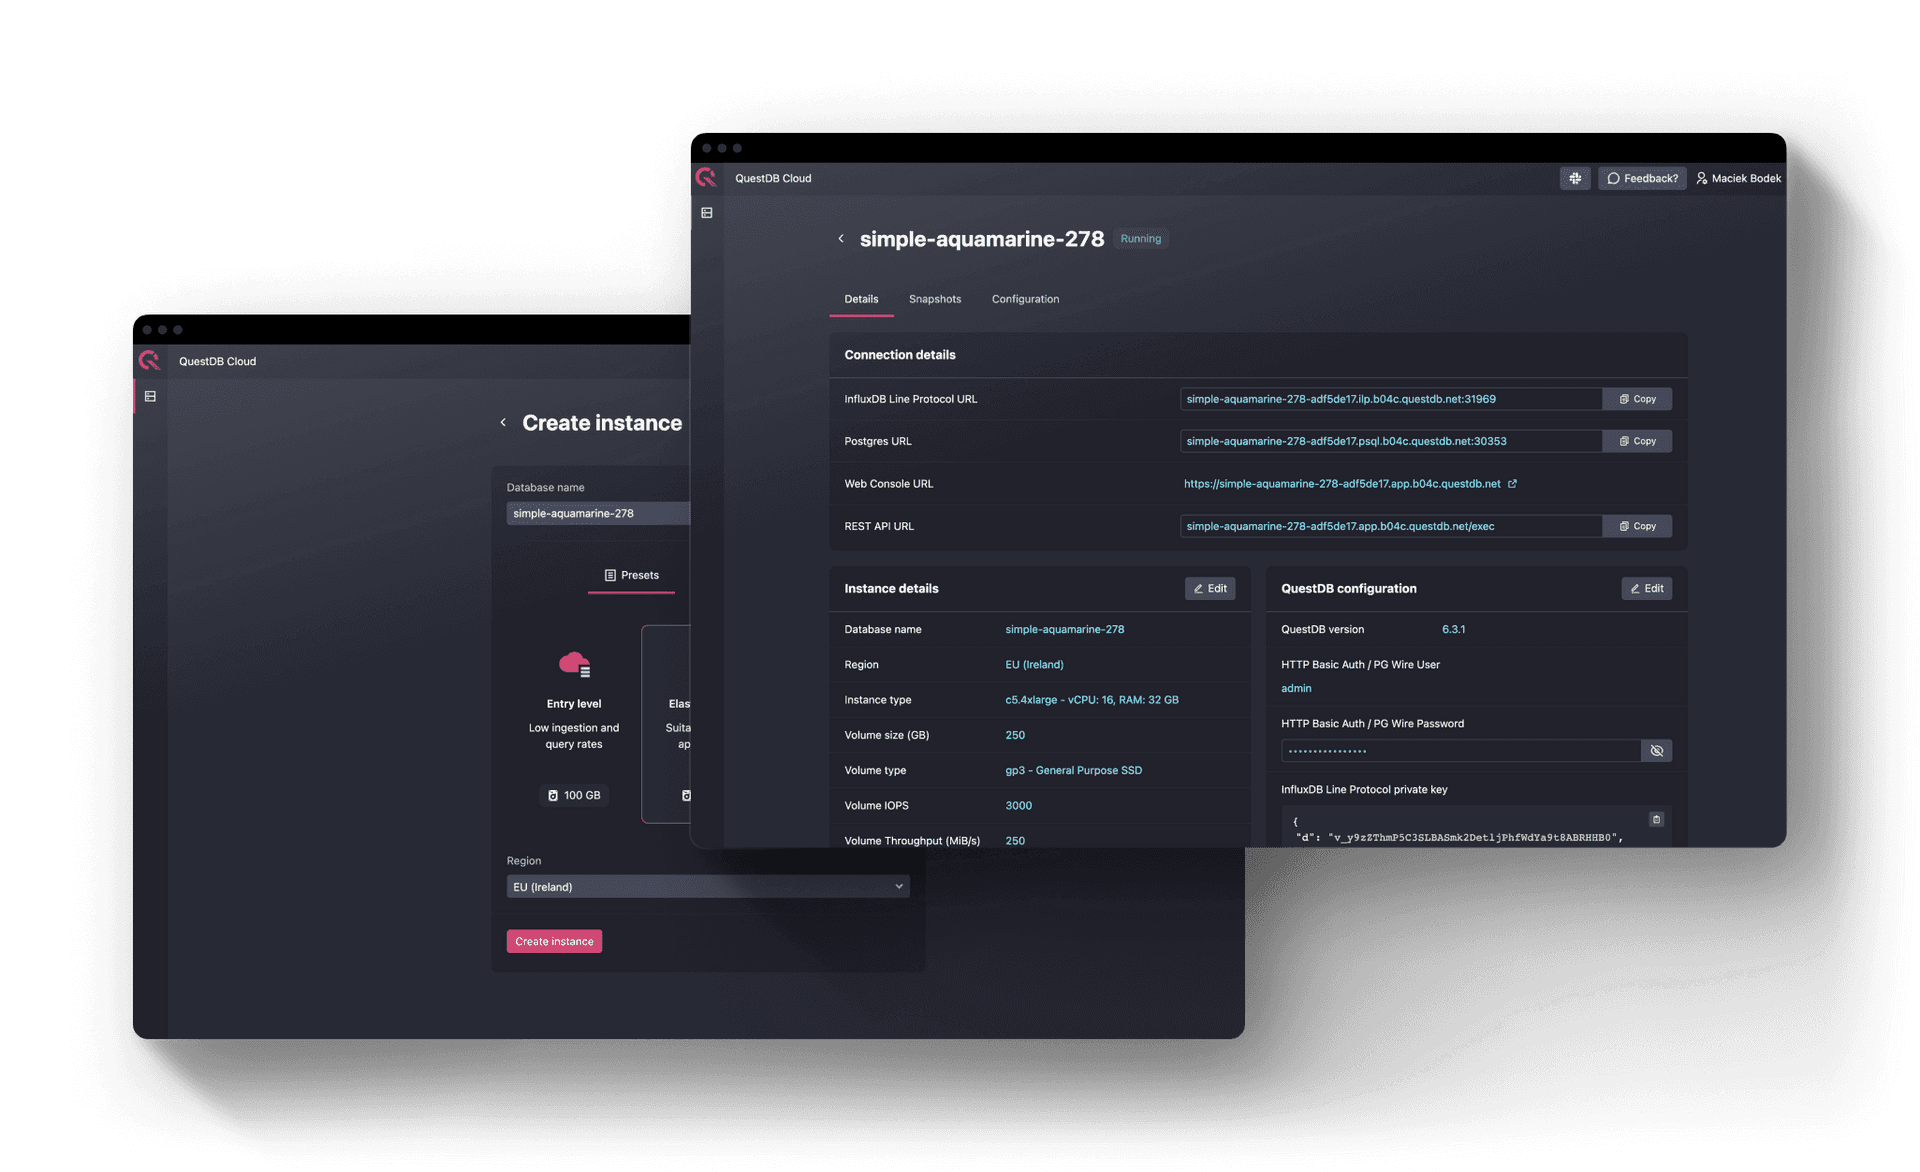 QuestDB Cloud
Feedback?
Maciek Bodek
simple-aquamarine-278
Running
Details
Snapshots
Configuration
Connection details
InfluxDB Line Protocol URL
simple-aquamarine-278-adf5de17.ilp.b04c.questdb.net:31969
Copy
Postgres URL
simple-aquamarine-278-adf5de17.psql.b04c.questdb.net:30353
Copy
Web Console URL
https://simple-aquamarine-278-adf5de17.app.b04c.questdb.net
REST API URL
simple-aquamarine-278-adf5de17.app.b04c.questdb.net/exec
Copy
Instance details
Edit
Database name
simple-aquamarine-278
Region
EU (Ireland)
Instance type
c5.4xlarge - vCPU: 16, RAM: 32 GB
Volume size (GB)
250
Volume type
gp3 - General Purpose SSD
Volume IOPS
3000
Volume Throughput (MiB/s)
250
QuestDB configuration
Edit
QuestDB version
6.3.1
HTTP Basic Auth / PG Wire User
admin
HTTP Basic Auth / PG Wire Password
••••••••••••••••
InfluxDB Line Protocol private key
{
"d": "v_y9zZThmP5C3SLBASmk2Det1jPhfWdYa9t8ABRHHB0",
QuestDB Cloud
Create instance
Database name
simple-aquamarine-278
Presets
Entry level
Low ingestion and
query rates
100 GB
Elas
Suita
ap
Region
EU (Ireland)
Create instance